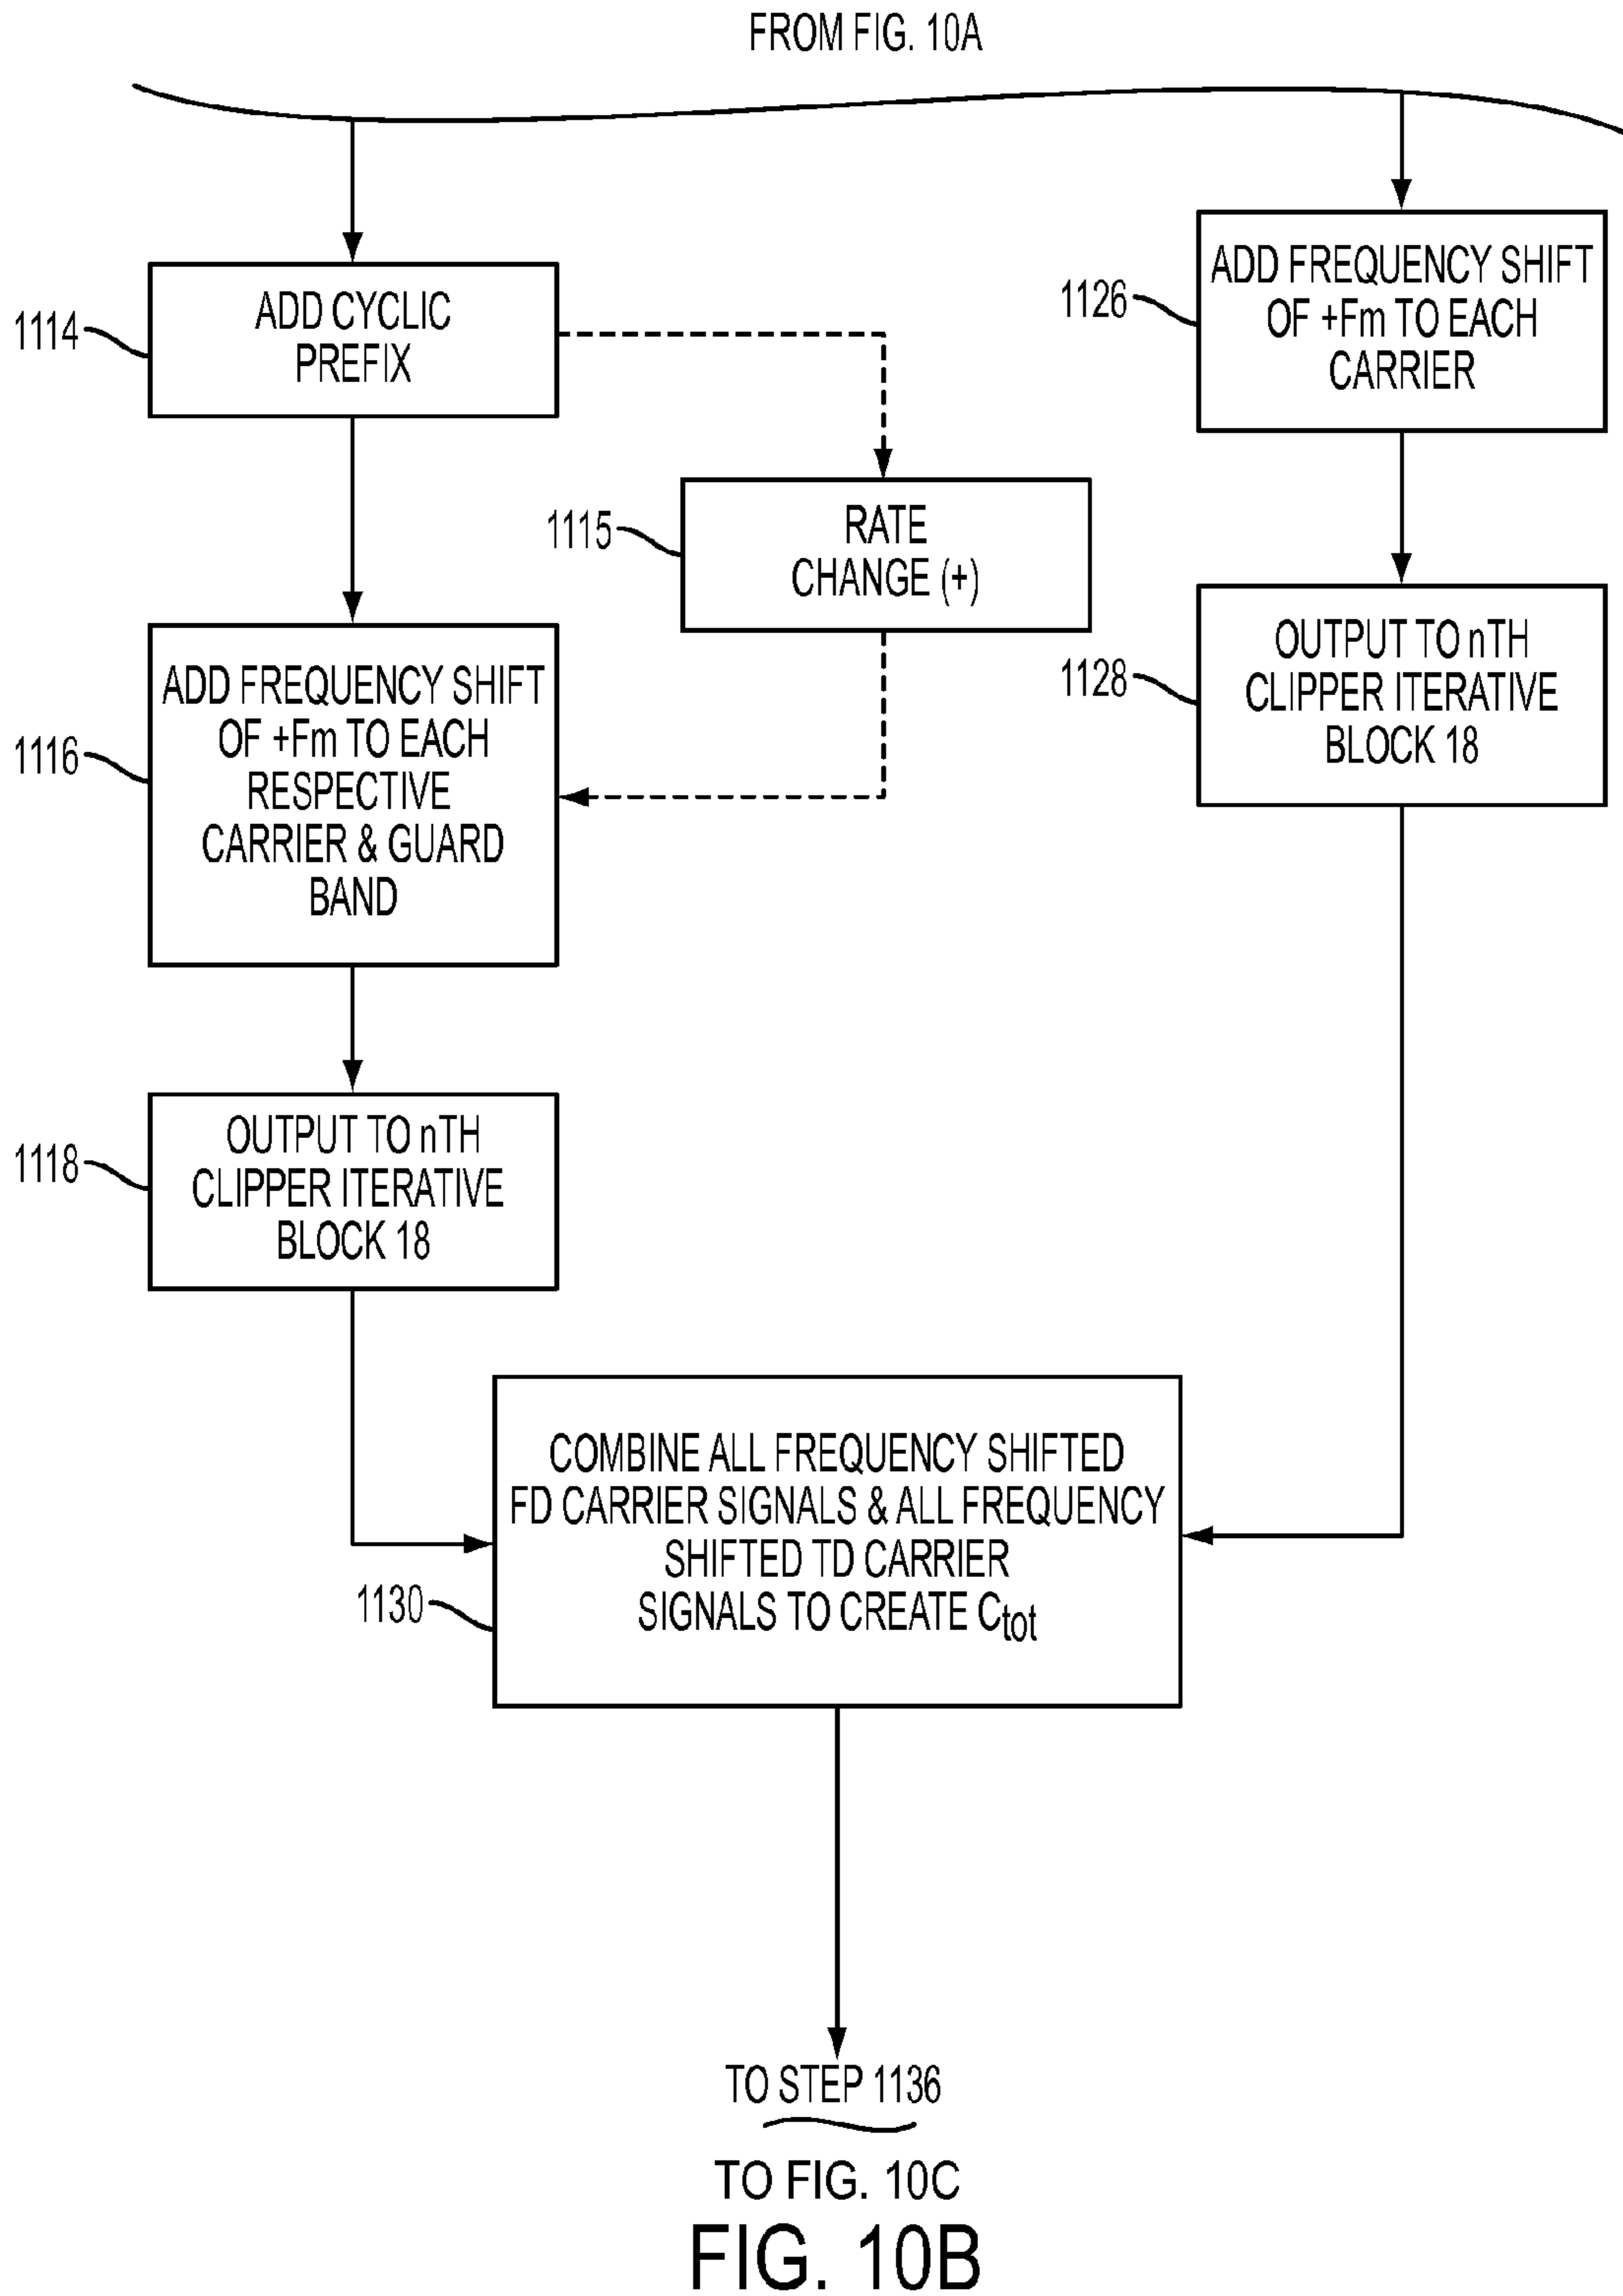 FROM FIG. 10A
1114
ADD CYCLIC
PREFIX
1126
ADD FREQUENCY SHIFT
OF +Fm TO EACH
CARRIER
1115
RATE
CHANGE (+)
1116
ADD FREQUENCY SHIFT
OF +Fm TO EACH
RESPECTIVE
CARRIER & GUARD
BAND
1128
OUTPUT TO nTH
CLIPPER ITERATIVE
BLOCK 18
1118
OUTPUT TO nTH
CLIPPER ITERATIVE
BLOCK 18
1130
COMBINE ALL FREQUENCY SHIFTED
FD CARRIER SIGNALS & ALL FREQUENCY
SHIFTED TD CARRIER
SIGNALS TO CREATE Ctot
TO STEP 1136
TO FIG. 10C
FIG. 10B